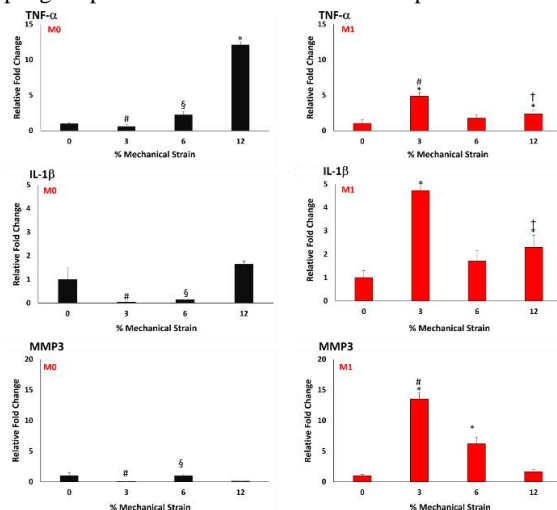 TNF-α
M0
Relative Fold Change
15
10
5
0
#
§
*
0 3 6 12
% Mechanical Strain
TNF-α
M1
Relative Fold Change
15
10
5
0
#
*
†
*
0 3 6 12
% Mechanical Strain
IL-1β
M0
Relative Fold Change
5
4
3
2
1
0
#
§
0 3 6 12
% Mechanical Strain
IL-1β
M1
Relative Fold Change
5
4
3
2
1
0
*
†
*
0 3 6 12
% Mechanical Strain
MMP3
M0
Relative Fold Change
20
15
10
5
0
#
§
0 3 6 12
% Mechanical Strain
MMP3
M1
Relative Fold Change
20
15
10
5
0
#
*
*
0 3 6 12
% Mechanical Strain